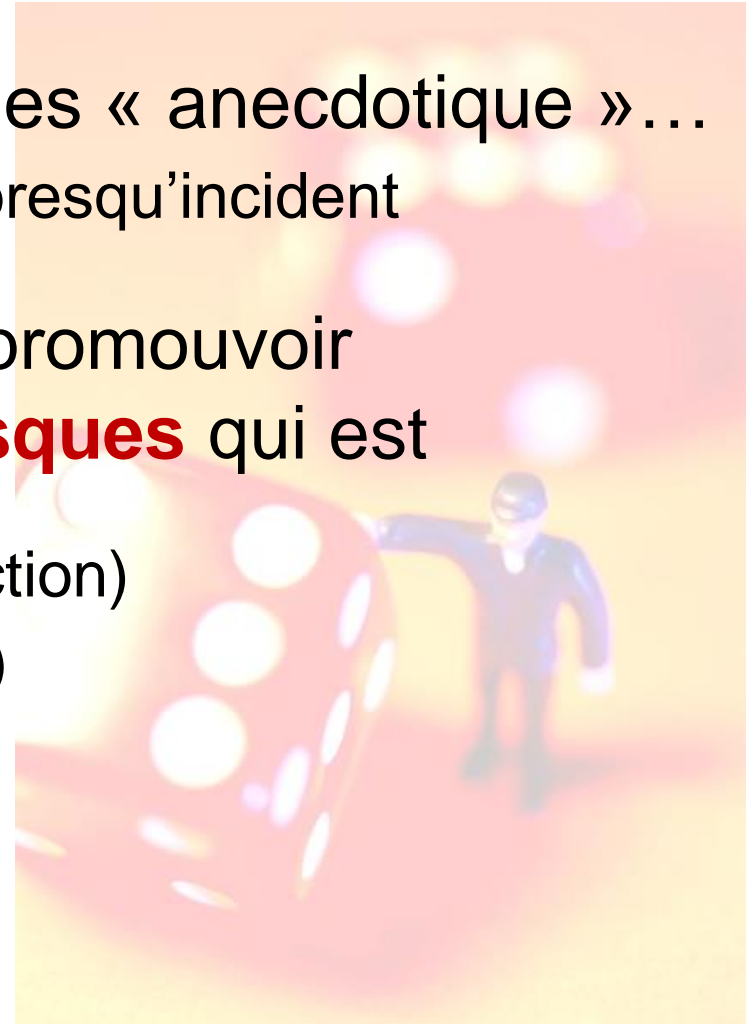 es « anecdotique »…
presqu’incident
promouvoir
sques qui est
ction)
)